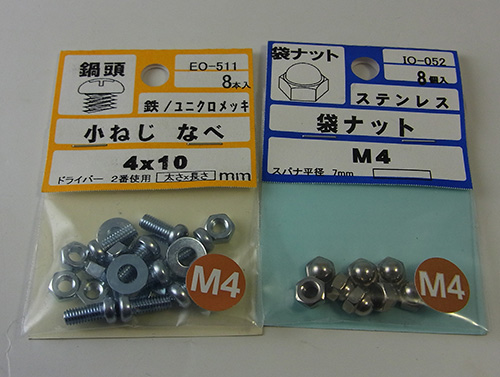 鍋頭
EO-511
8本入
鉄/ユニクロメッキ
小ねじ なべ
4x10
ドライバー 2番使用 太さx長さ mm
M4
袋ナット
IO-052
8個入
ステンレス
袋ナット
M4
スパナ平径 7mm
M4